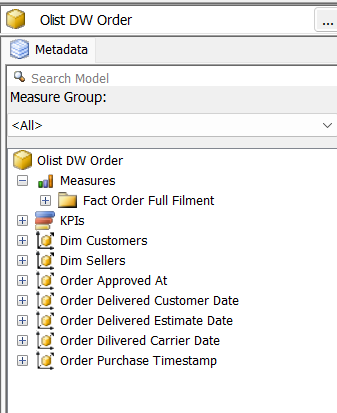 Olist DW Order
...
Metadata
Search Model
Measure Group:
<All>
Olist DW Order
Measures
Fact Order Full Filment
KPIs
Dim Customers
Dim Sellers
Order Approved At
Order Delivered Customer Date
Order Delivered Estimate Date
Order Dilivered Carrier Date
Order Purchase Timestamp